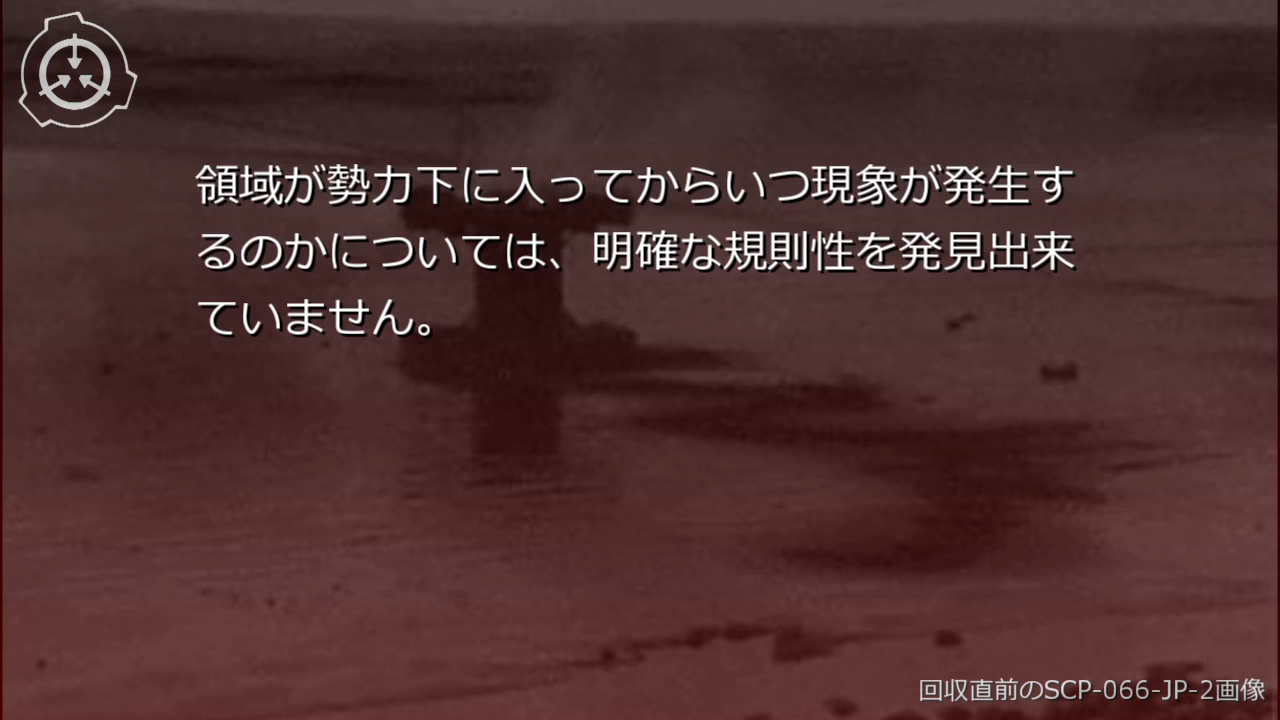 領域が勢力下に入ってからいつ現象が発生す
るのかについては、明確な規則性を発見出来
ていません。
回収直前のSCP-066-JP-2画像